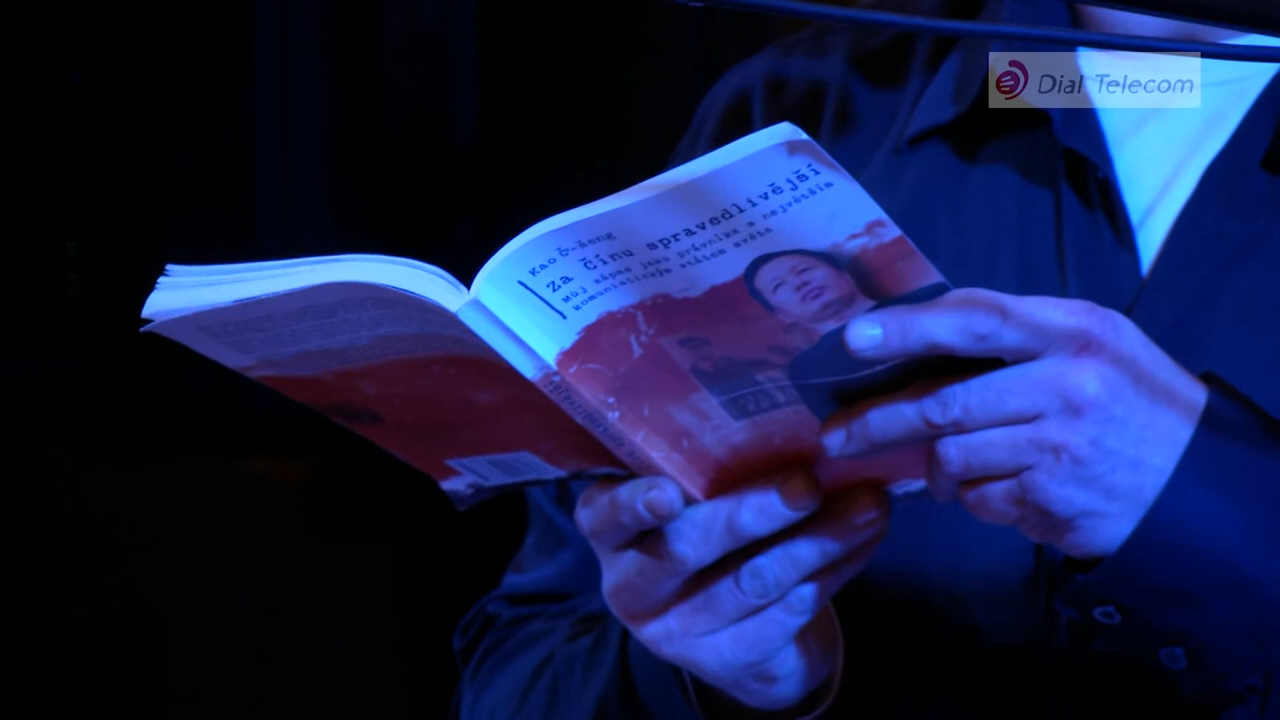 Dial Telecom
Kao Č'-šeng
Za Čínu spravedlivější
Můj zápas jako právníka s největším
komunistickým státem světa